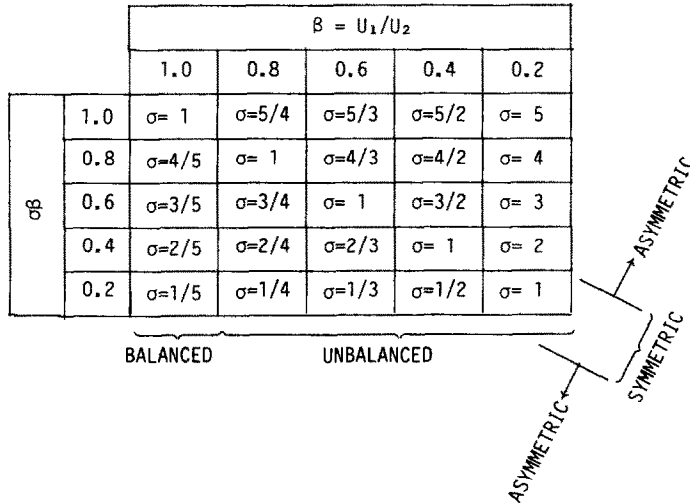 β = U₁/U₂
1.0 0.8 0.6 0.4 0.2
σβ
1.0 σ= 1 σ=5/4 σ=5/3 σ=5/2 σ= 5
0.8 σ=4/5 σ= 1 σ=4/3 σ=4/2 σ= 4
0.6 σ=3/5 σ=3/4 σ= 1 σ=3/2 σ= 3
0.4 σ=2/5 σ=2/4 σ=2/3 σ= 1 σ= 2
0.2 σ=1/5 σ=1/4 σ=1/3 σ=1/2 σ= 1
BALANCED UNBALANCED
ASYMMETRIC
SYMMETRIC
ASYMMETRIC